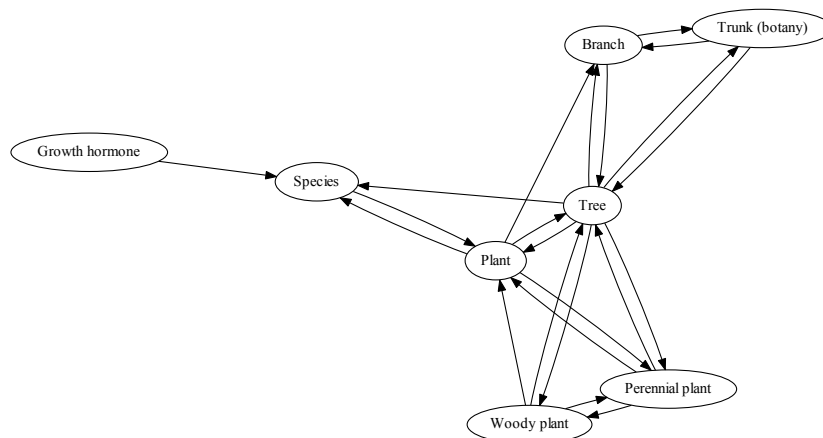 Trunk (botany)
Branch
Growth hormone
Species
Tree
Plant
Perennial plant
Woody plant